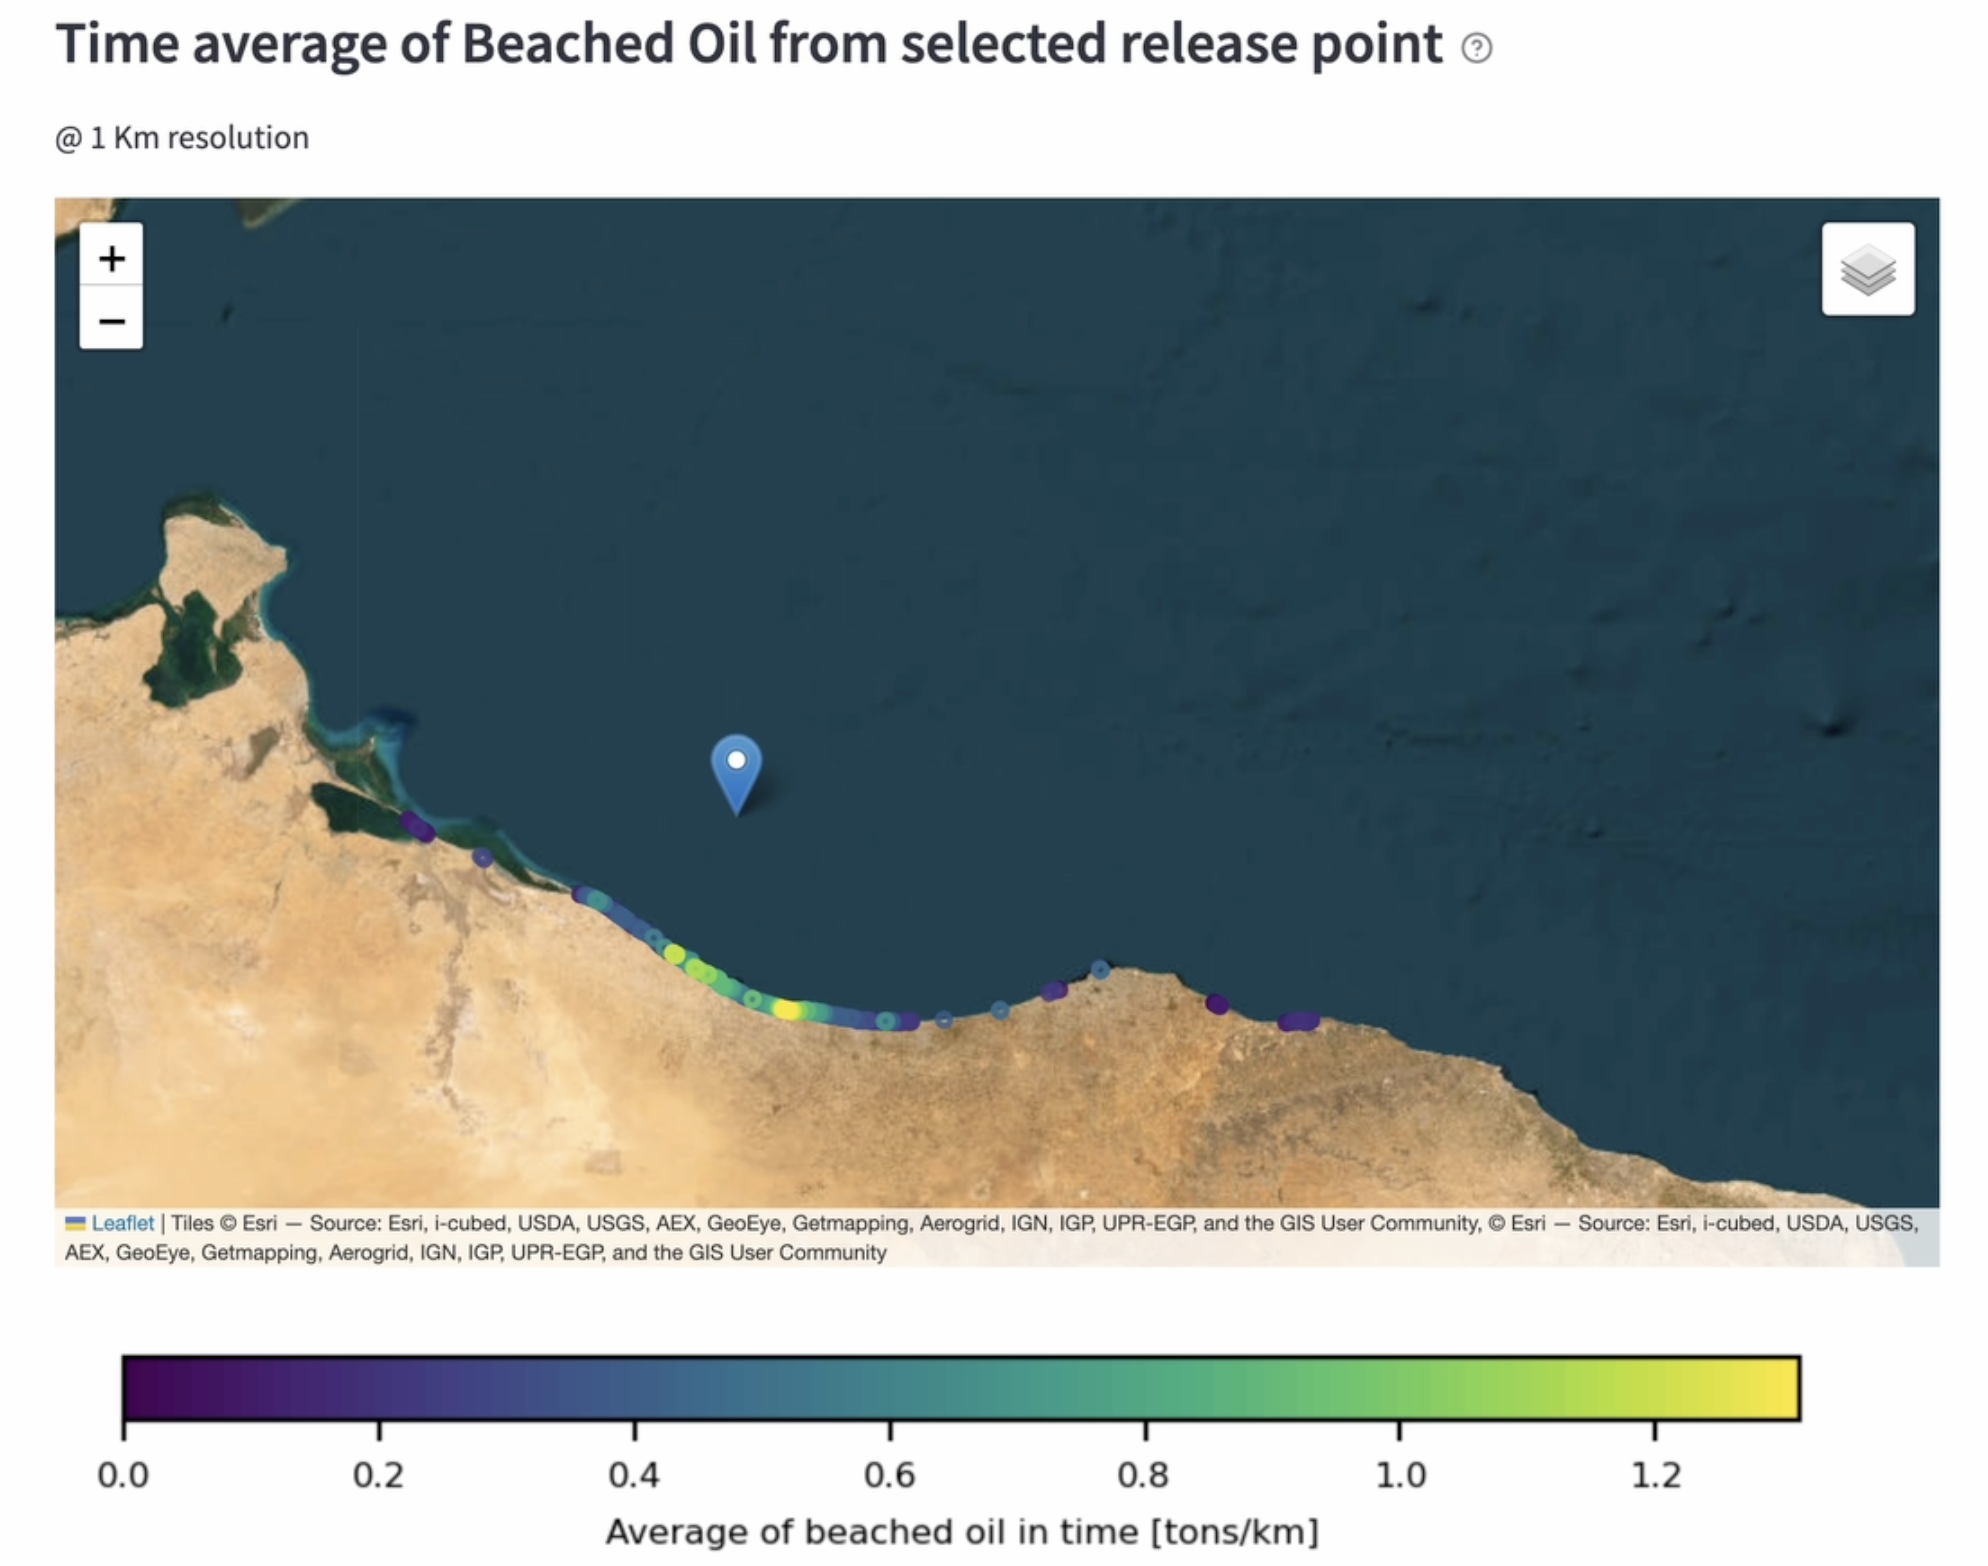 Time average of Beached Oil from selected release point ?
@ 1 Km resolution
+
−
Leaflet | Tiles © Esri — Source: Esri, i-cubed, USDA, USGS, AEX, GeoEye, Getmapping, Aerogrid, IGN, IGP, UPR-EGP, and the GIS User Community, © Esri — Source: Esri, i-cubed, USDA, USGS,
AEX, GeoEye, Getmapping, Aerogrid, IGN, IGP, UPR-EGP, and the GIS User Community
0.0 0.2 0.4 0.6 0.8 1.0 1.2
Average of beached oil in time [tons/km]